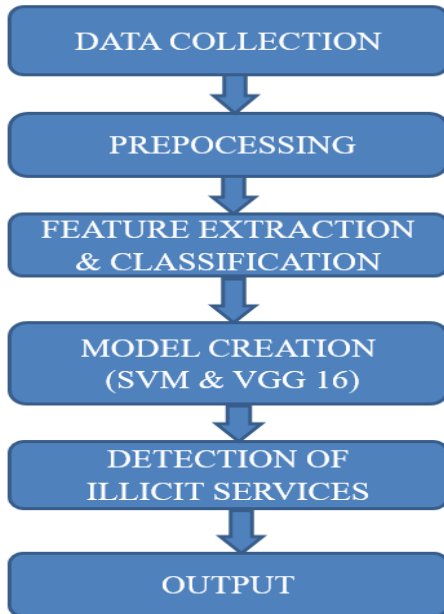 DATA COLLECTION
PREPOCESSING
FEATURE EXTRACTION
& CLASSIFICATION
MODEL CREATION
(SVM & VGG 16)
DETECTION OF
ILLICIT SERVICES
OUTPUT